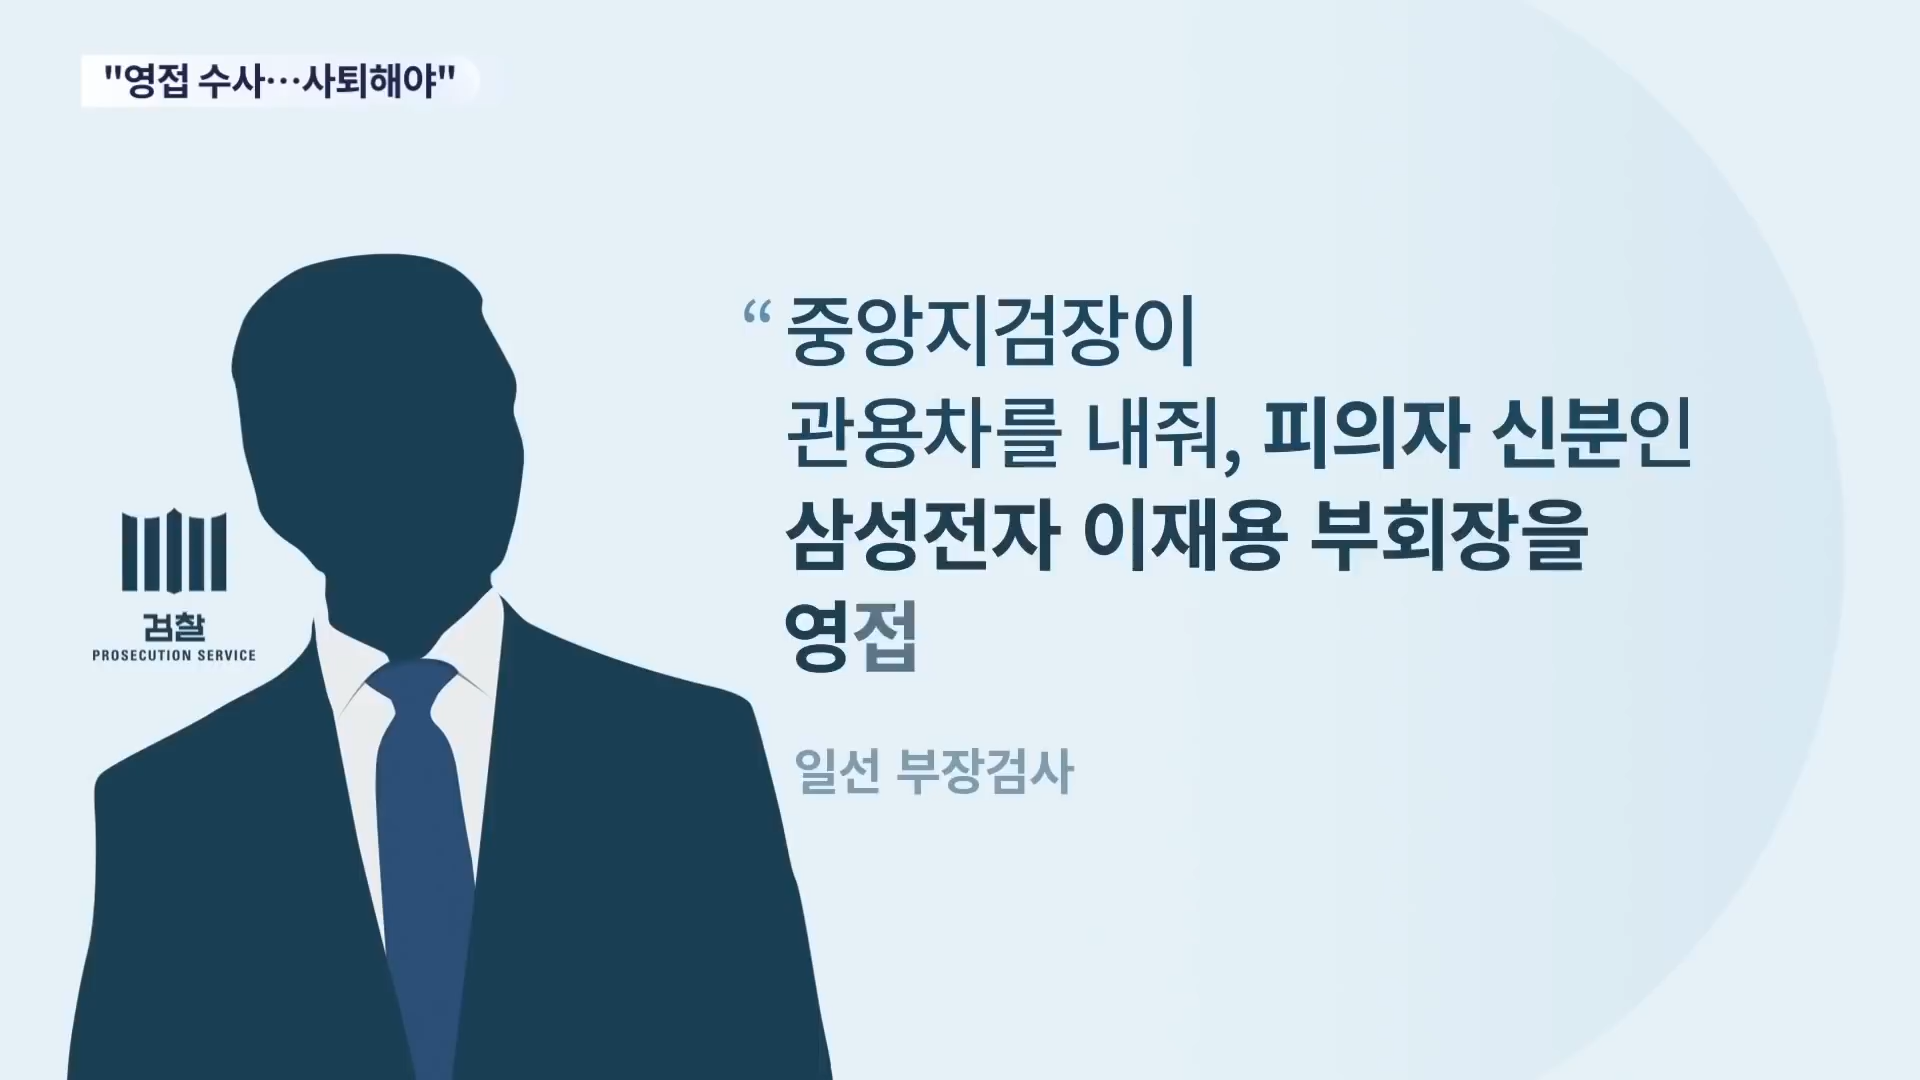 "영접 수사…사퇴해야"
“ 중앙지검장이
관용차를 내줘, 피의자 신분인
삼성전자 이재용 부회장을
영접
일선 부장검사
검찰
PROSECUTION SERVICE